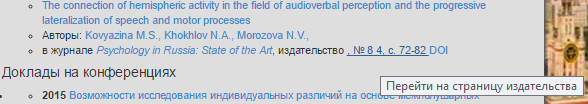 The connection of hemispheric activity in the field of audioverbal perception and the progressive
lateralization of speech and motor processes
Авторы: Kovyazina M.S., Khokhlov N.A., Morozova N.V.,
в журнале Psychology in Russia: State of the Art, издательство , № 8 4, с. 72-82 DOI
Доклады на конференциях
Перейти на страницу издательства
2015 Возможности исследования индивидуальных различий на основе межполушарных